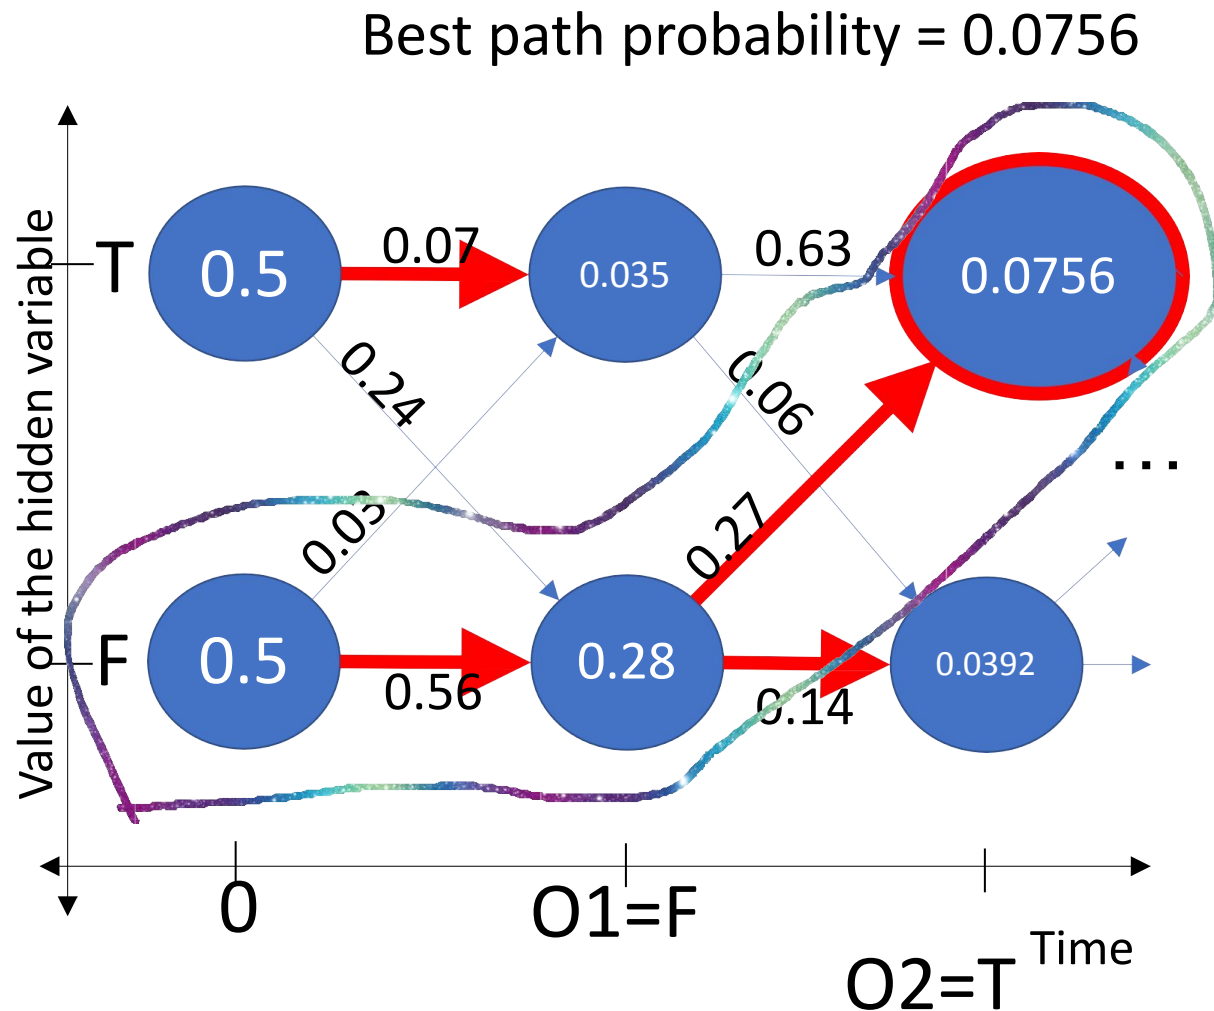 Best path probability = 0.0756
Value of the hidden variable
T
0.5
0.07
0.035
0.63
0.0756
0.24
0.06
0.03
0.27
...
F
0.5
0.56
0.28
0.14
0.0392
0
O1=F
O2=T
Time